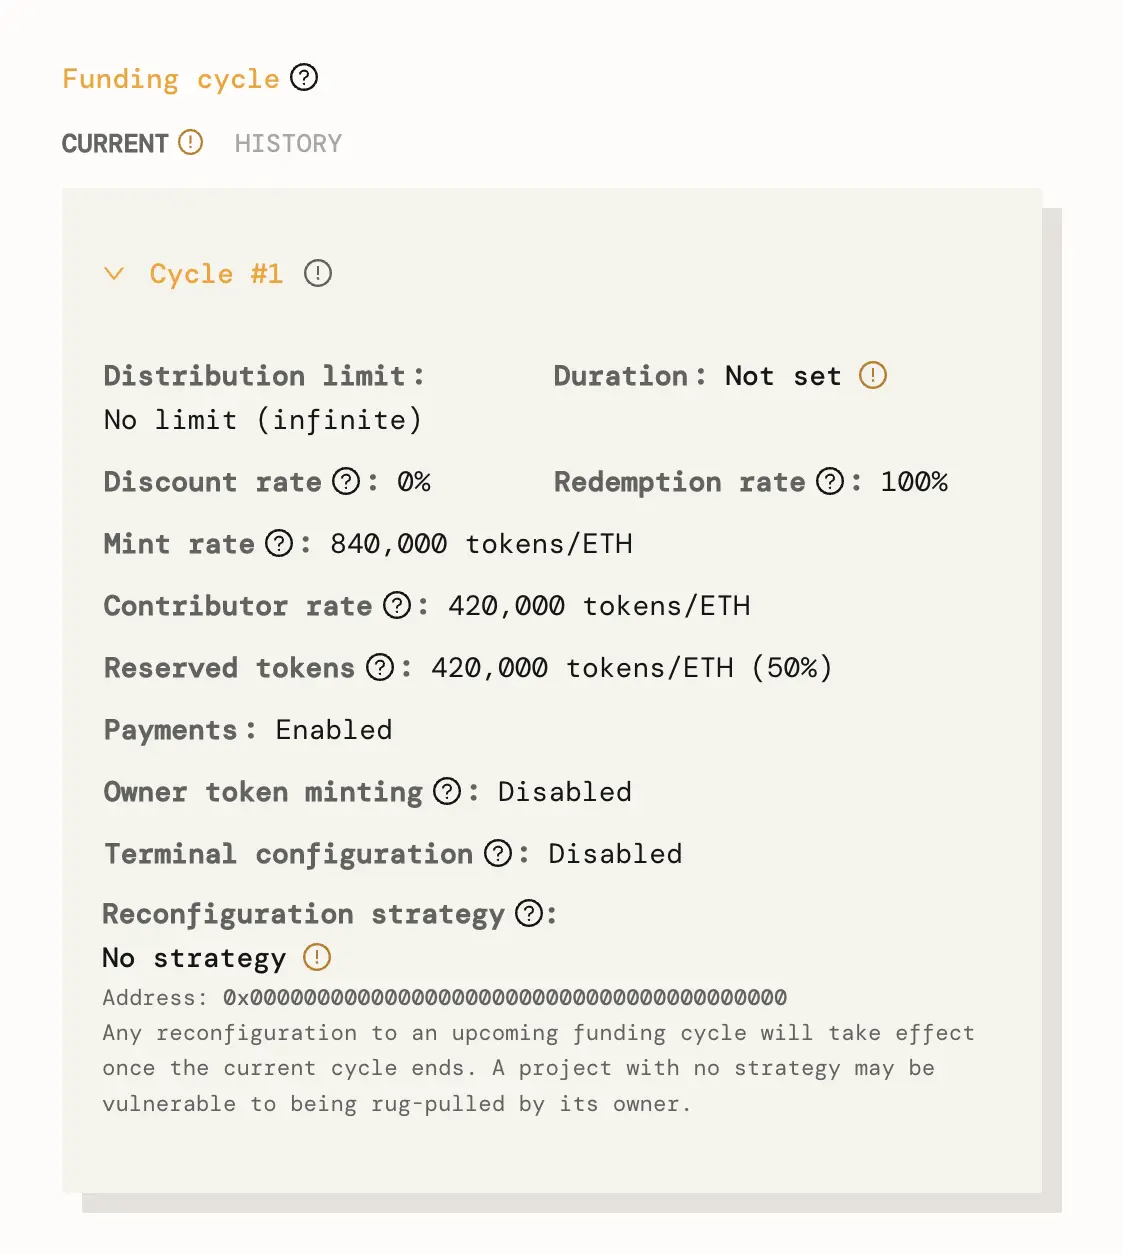 Funding cycle ?
CURRENT ! HISTORY
Cycle #1 !
Distribution limit:
No limit (infinite)
Duration: Not set !
Discount rate ?: 0%
Redemption rate ?: 100%
Mint rate ?: 840,000 tokens/ETH
Contributor rate ?: 420,000 tokens/ETH
Reserved tokens ?: 420,000 tokens/ETH (50%)
Payments: Enabled
Owner token minting ?: Disabled
Terminal configuration ?: Disabled
Reconfiguration strategy ?:
No strategy !
Address: 0x0000000000000000000000000000000000000000
Any reconfiguration to an upcoming funding cycle will take effect
once the current cycle ends. A project with no strategy may be
vulnerable to being rug-pulled by its owner.